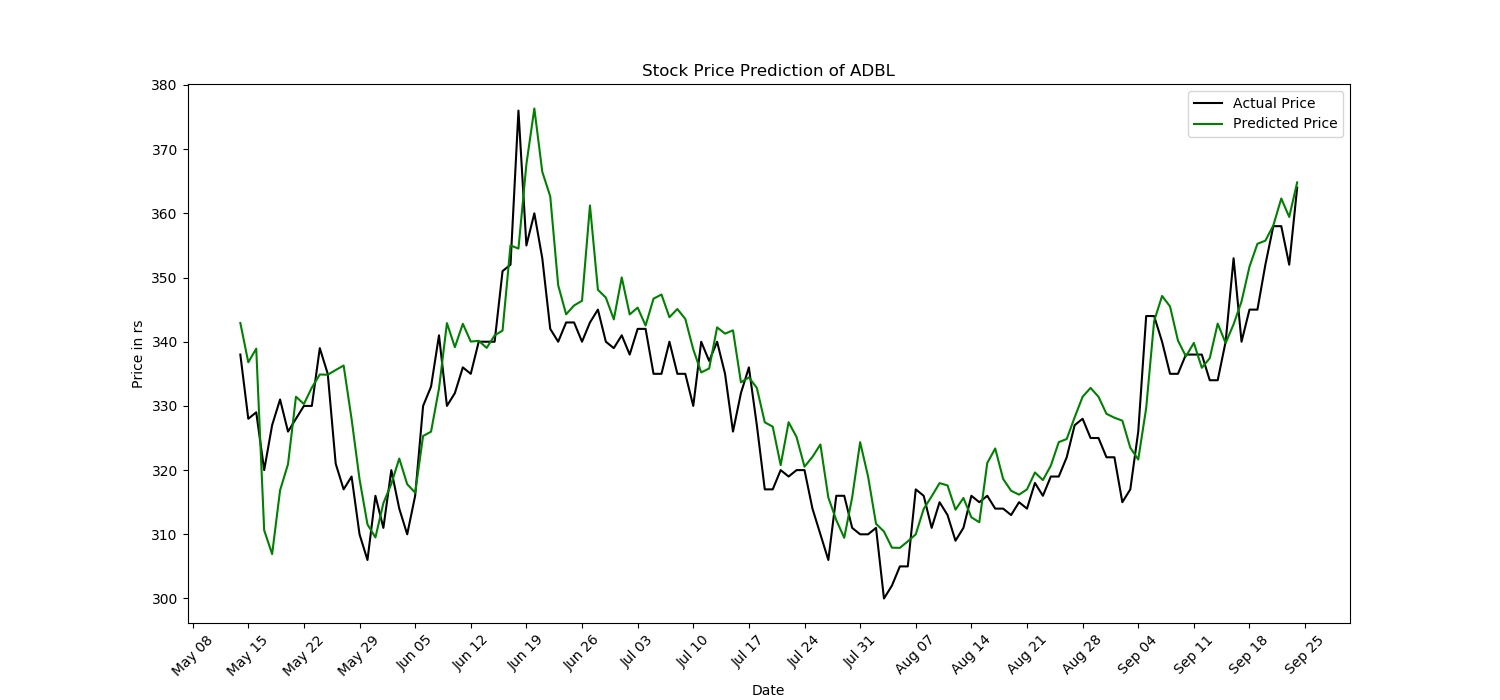 Stock Price Prediction of ADBL
Actual Price
Predicted Price
Price in rs
380
370
360
350
340
330
320
310
300
May 08
May 15
May 22
May 29
Jun 05
Jun 12
Jun 19
Jun 26
Jul 03
Jul 10
Jul 17
Jul 24
Jul 31
Aug 07
Aug 14
Aug 21
Aug 28
Sep 04
Sep 11
Sep 18
Sep 25
Date